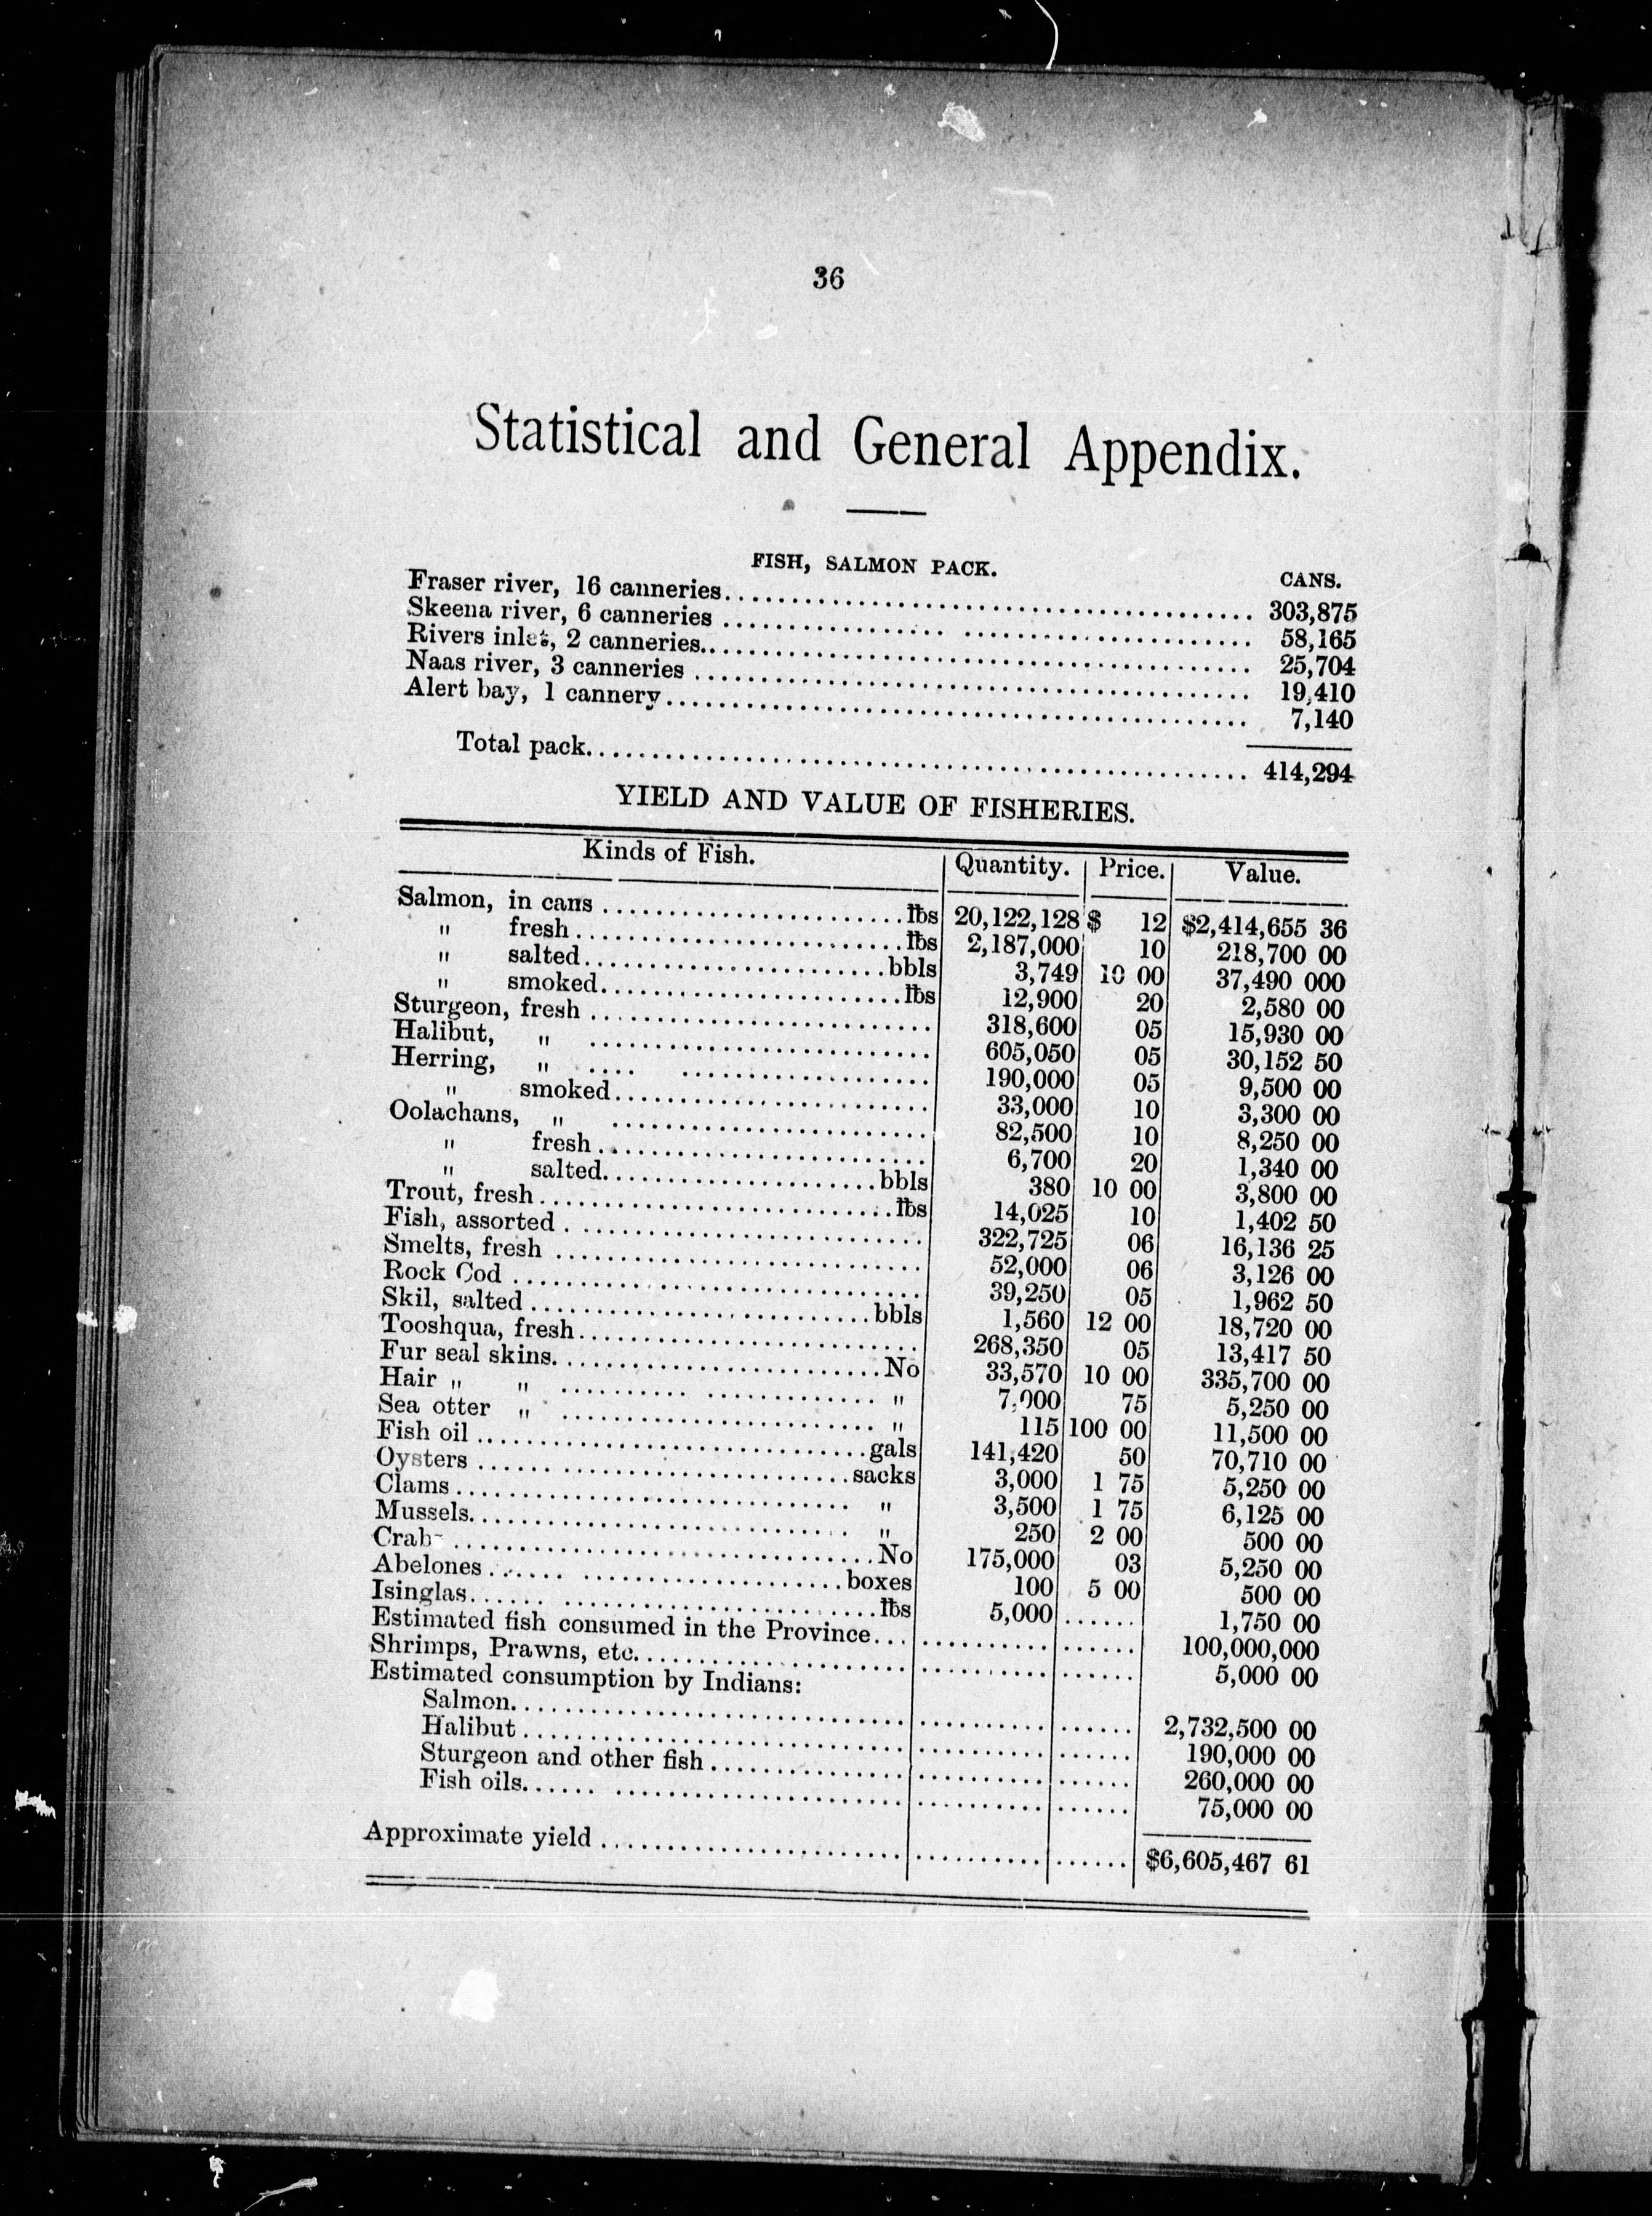 36
Statistical and General Appendix.
FISH, SALMON PACK.
CANS.
Fraser river, 16 canneries 303,875
Skeena river, 6 canneries 58,165
Rivers inlet, 2 canneries 25,704
Naas river, 3 canneries 19,410
Alert bay, 1 cannery 7,140
Total pack 414,294
YIELD AND VALUE OF FISHERIES.
Kinds of Fish. Quantity. Price. Value.
Salmon, in cans lbs 20,122,128 $ 12 $2,414,655 36
" fresh lbs 2,187,000 10 218,700 00
" salted bbls 3,749 10 00 37,490 000
" smoked lbs 12,900 20 2,580 00
Sturgeon, fresh 318,600 05 15,930 00
Halibut, " 605,050 05 30,152 50
Herring, " 190,000 05 9,500 00
" smoked 33,000 10 3,300 00
Oolachans, " 82,500 10 8,250 00
" fresh 6,700 20 1,340 00
" salted bbls 380 10 00 3,800 00
Trout, fresh lbs 14,025 10 1,402 50
Fish, assorted 322,725 06 16,136 25
Smelts, fresh 52,000 06 3,126 00
Rock Cod 39,250 05 1,962 50
Skil, salted bbls 1,560 12 00 18,720 00
Tooshqua, fresh 268,350 05 13,417 50
Fur seal skins No 33,570 10 00 335,700 00
Hair " " " 7,000 75 5,250 00
Sea otter " " 115 100 00 11,500 00
Fish oil gals 141,420 50 70,710 00
Oysters sacks 3,000 1 75 5,250 00
Clams " 3,500 1 75 6,125 00
Mussels " 250 2 00 500 00
Crab No 175,000 03 5,250 00
Abelones boxes 100 5 00 500 00
Isinglas lbs 5,000 1,750 00
Estimated fish consumed in the Province 100,000,000
Shrimps, Prawns, etc. 5,000 00
Estimated consumption by Indians:
Salmon 2,732,500 00
Halibut 190,000 00
Sturgeon and other fish 260,000 00
Fish oils 75,000 00
Approximate yield $6,605,467 61